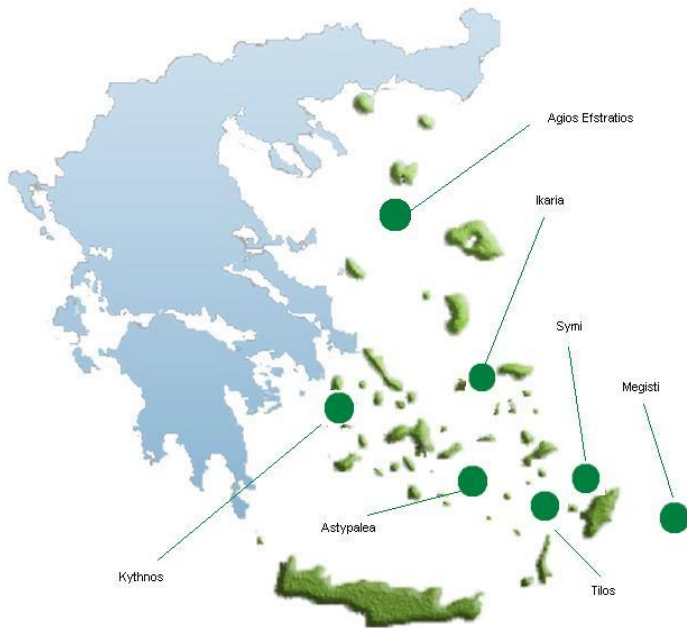 Agios Efstratios
Ikaria
Symi
Megisti
Astypalea
Kythnos
Tilos